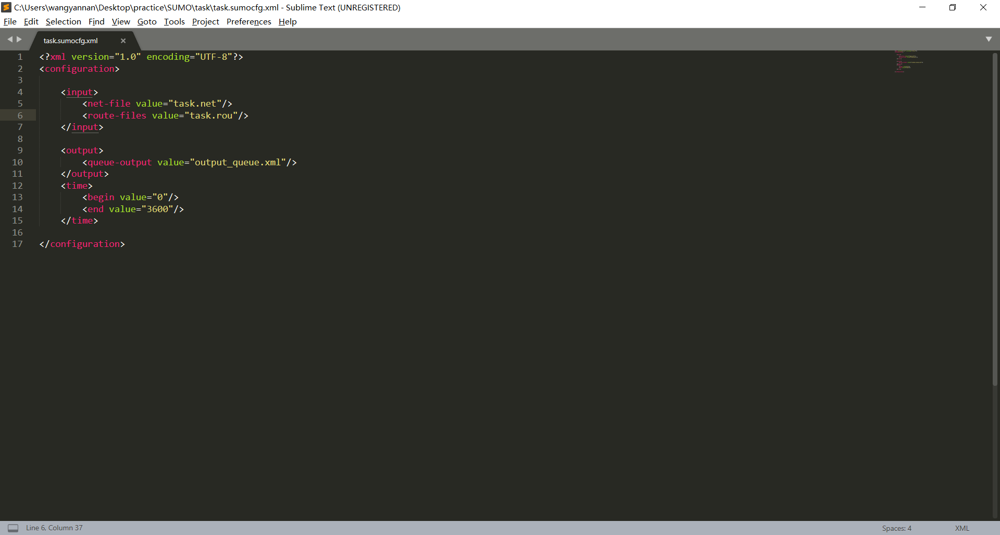 C:\Users\wangyannan\Desktop\practice\SUMO\task\task.sumocfg.xml - Sublime Text (UNREGISTERED)
File Edit Selection Find View Goto Tools Project Preferences Help
task.sumocfg.xml
1 <?xml version="1.0" encoding="UTF-8"?>
2 <configuration>
3
4     <input>
5         <net-file value="task.net"/>
6         <route-files value="task.rou"/>
7     </input>
8
9     <output>
10         <queue-output value="output_queue.xml"/>
11     </output>
12     <time>
13         <begin value="0"/>
14         <end value="3600"/>
15     </time>
16
17 </configuration>
Line 6, Column 37
Spaces: 4
XML